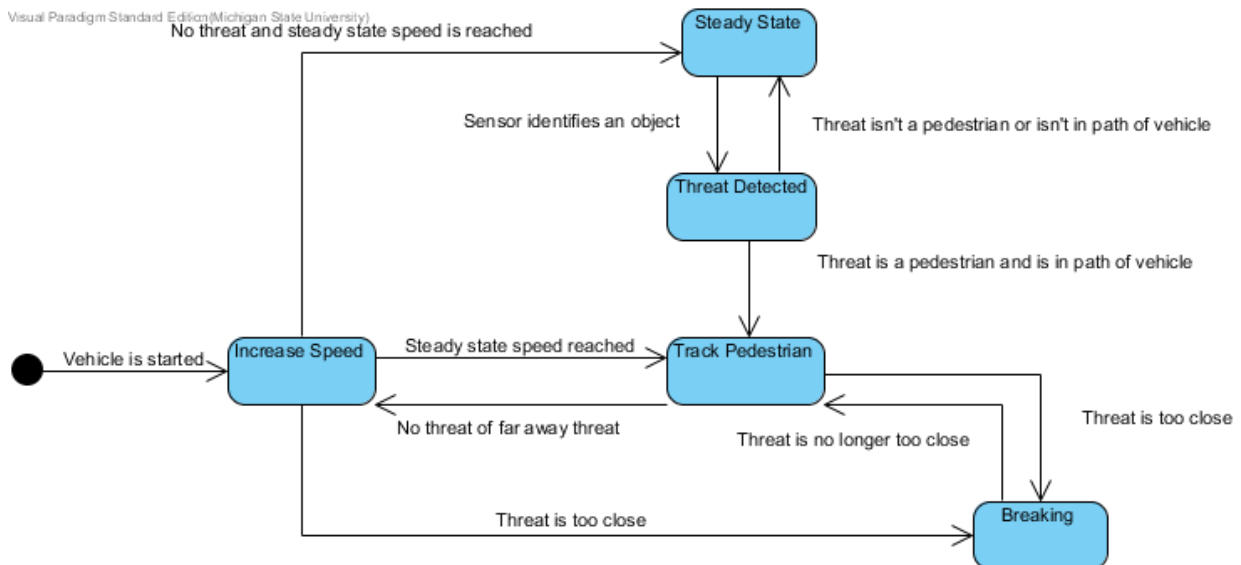 Visual Paradigm Standard Edition(Michigan State University)
No threat and steady state speed is reached
Steady State
Sensor identifies an object
Threat isn't a pedestrian or isn't in path of vehicle
Threat Detected
Threat is a pedestrian and is in path of vehicle
Vehicle is started
Increase Speed
Steady state speed reached
Track Pedestrian
No threat of far away threat
Threat is no longer too close
Threat is too close
Threat is too close
Breaking